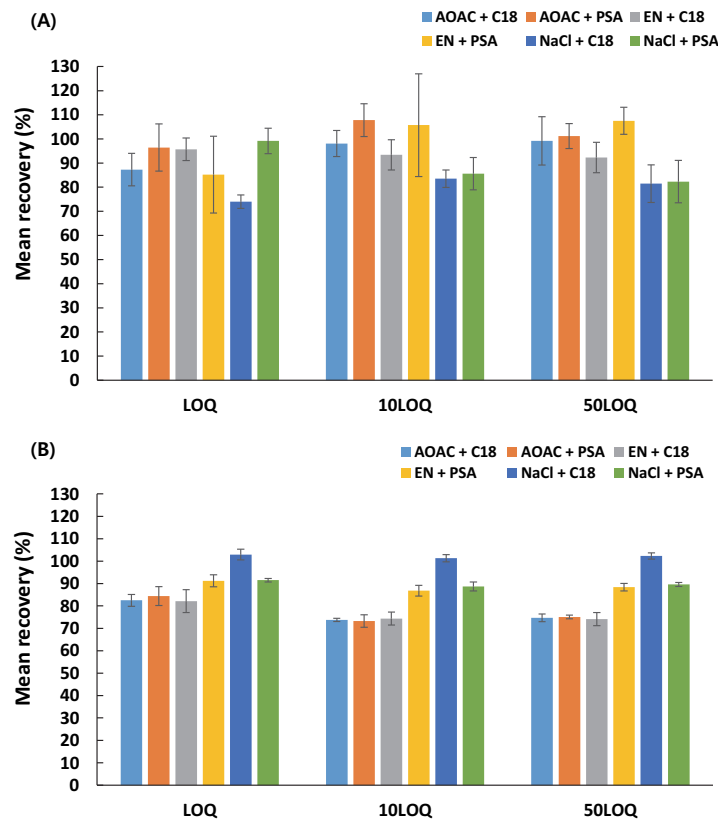 (A)
AOAC + C18 AOAC + PSA EN + C18
EN + PSA NaCl + C18 NaCl + PSA
Mean recovery (%)
130
120
110
100
90
80
70
60
50
40
30
20
10
0
LOQ 10LOQ 50LOQ
(B)
AOAC + C18 AOAC + PSA EN + C18
EN + PSA NaCl + C18 NaCl + PSA
Mean recovery (%)
130
120
110
100
90
80
70
60
50
40
30
20
10
0
LOQ 10LOQ 50LOQ